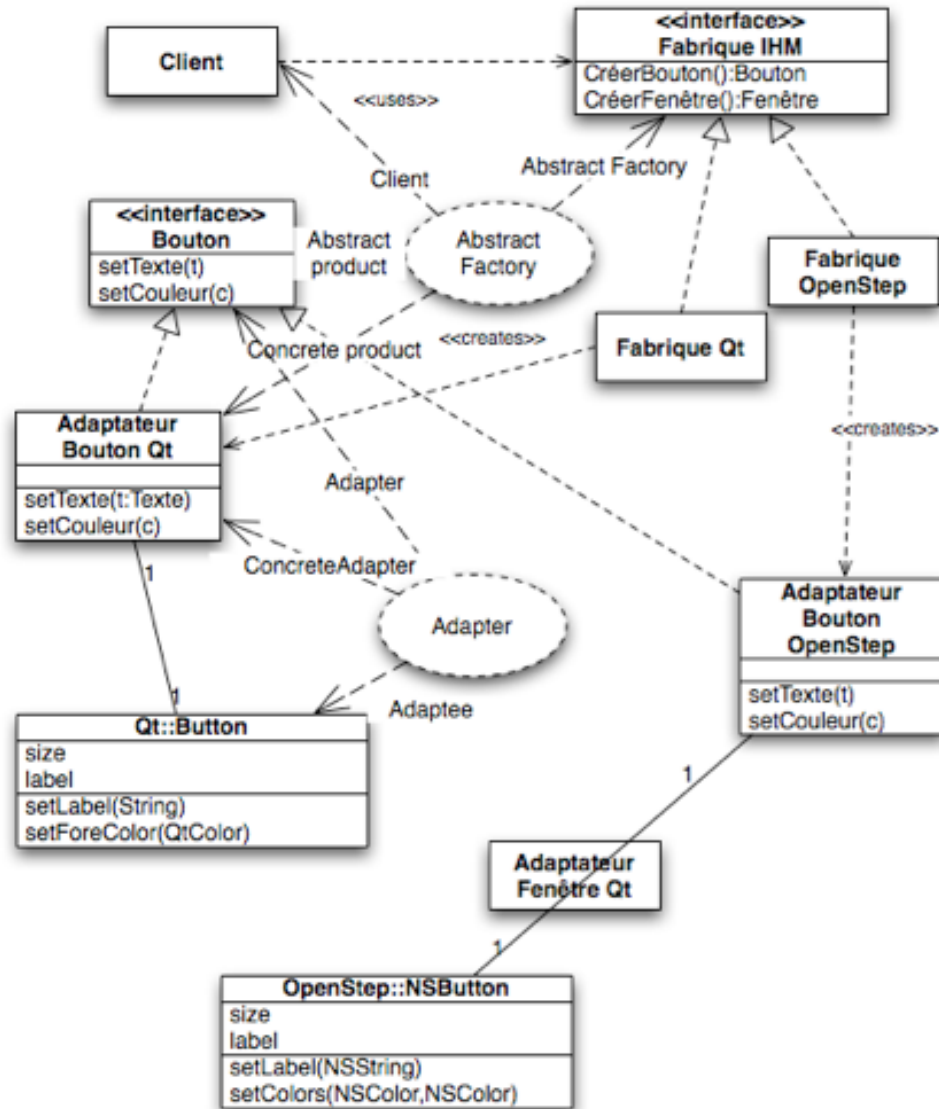 <<interface>>
Fabrique IHM
CréerBouton():Bouton
CréerFenêtre():Fenêtre
Client
<<uses>>
Client
Abstract Factory
<<interface>>
Bouton
setTexte(t)
setCouleur(c)
Abstract
product
Abstract
Factory
Fabrique
OpenStep
Concrete product
<<creates>>
Fabrique Qt
Adaptateur
Bouton Qt
setTexte(t:Texte)
setCouleur(c)
<<creates>>
Adapter
1
ConcreteAdapter
Adapter
Adaptateur
Bouton
OpenStep
setTexte(t)
setCouleur(c)
1
Adaptee
Qt::Button
size
label
setLabel(String)
setForeColor(QtColor)
1
Adaptateur
Fenêtre Qt
1
OpenStep::NSButton
size
label
setLabel(NSString)
setColors(NSColor,NSColor)